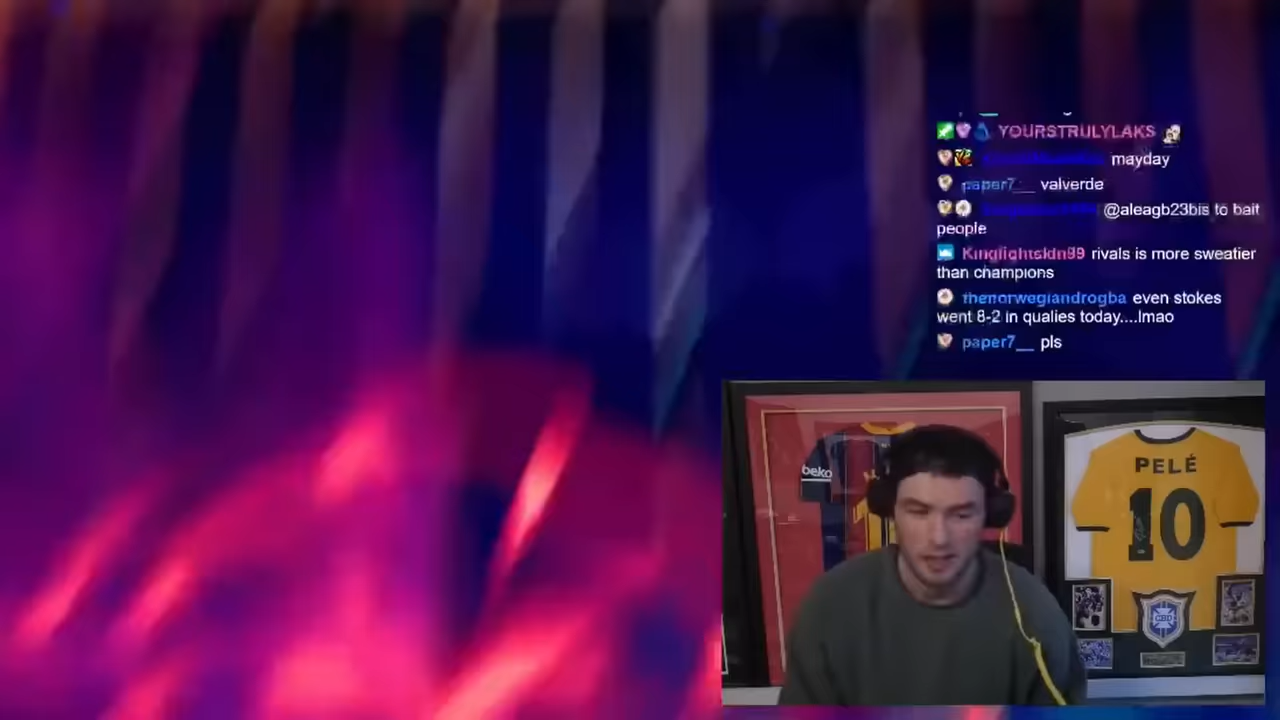 YOURSTRULYLAKS
mayday
paper7__ valverde
@aleagb23bis to bait
people
Kinglightskin99 rivals is more sweatier
than champions
thenorwegiandrogba even stokes
went 8-2 in qualies today....lmao
paper7__ pls
beko
PELÉ
10
CBD